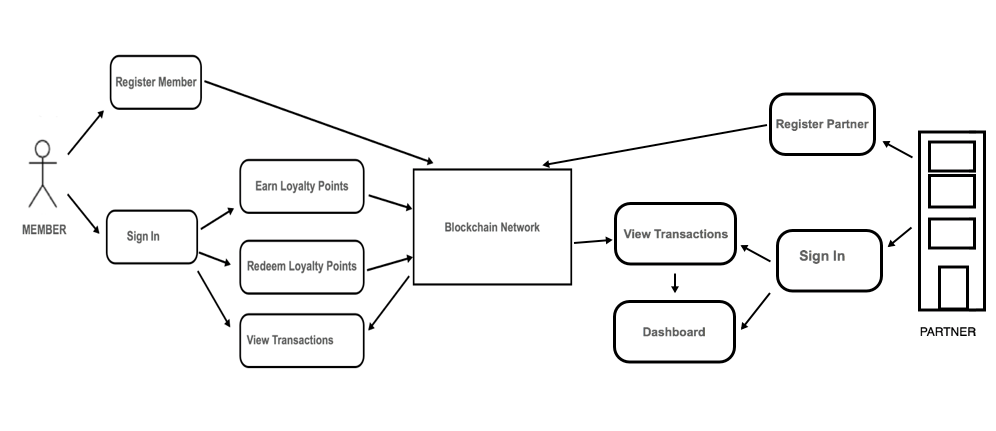 Register Member
Register Partner
Earn Loyalty Points
MEMBER
Sign In
Blockchain Network
View Transactions
Sign In
Redeem Loyalty Points
View Transactions
Dashboard
PARTNER